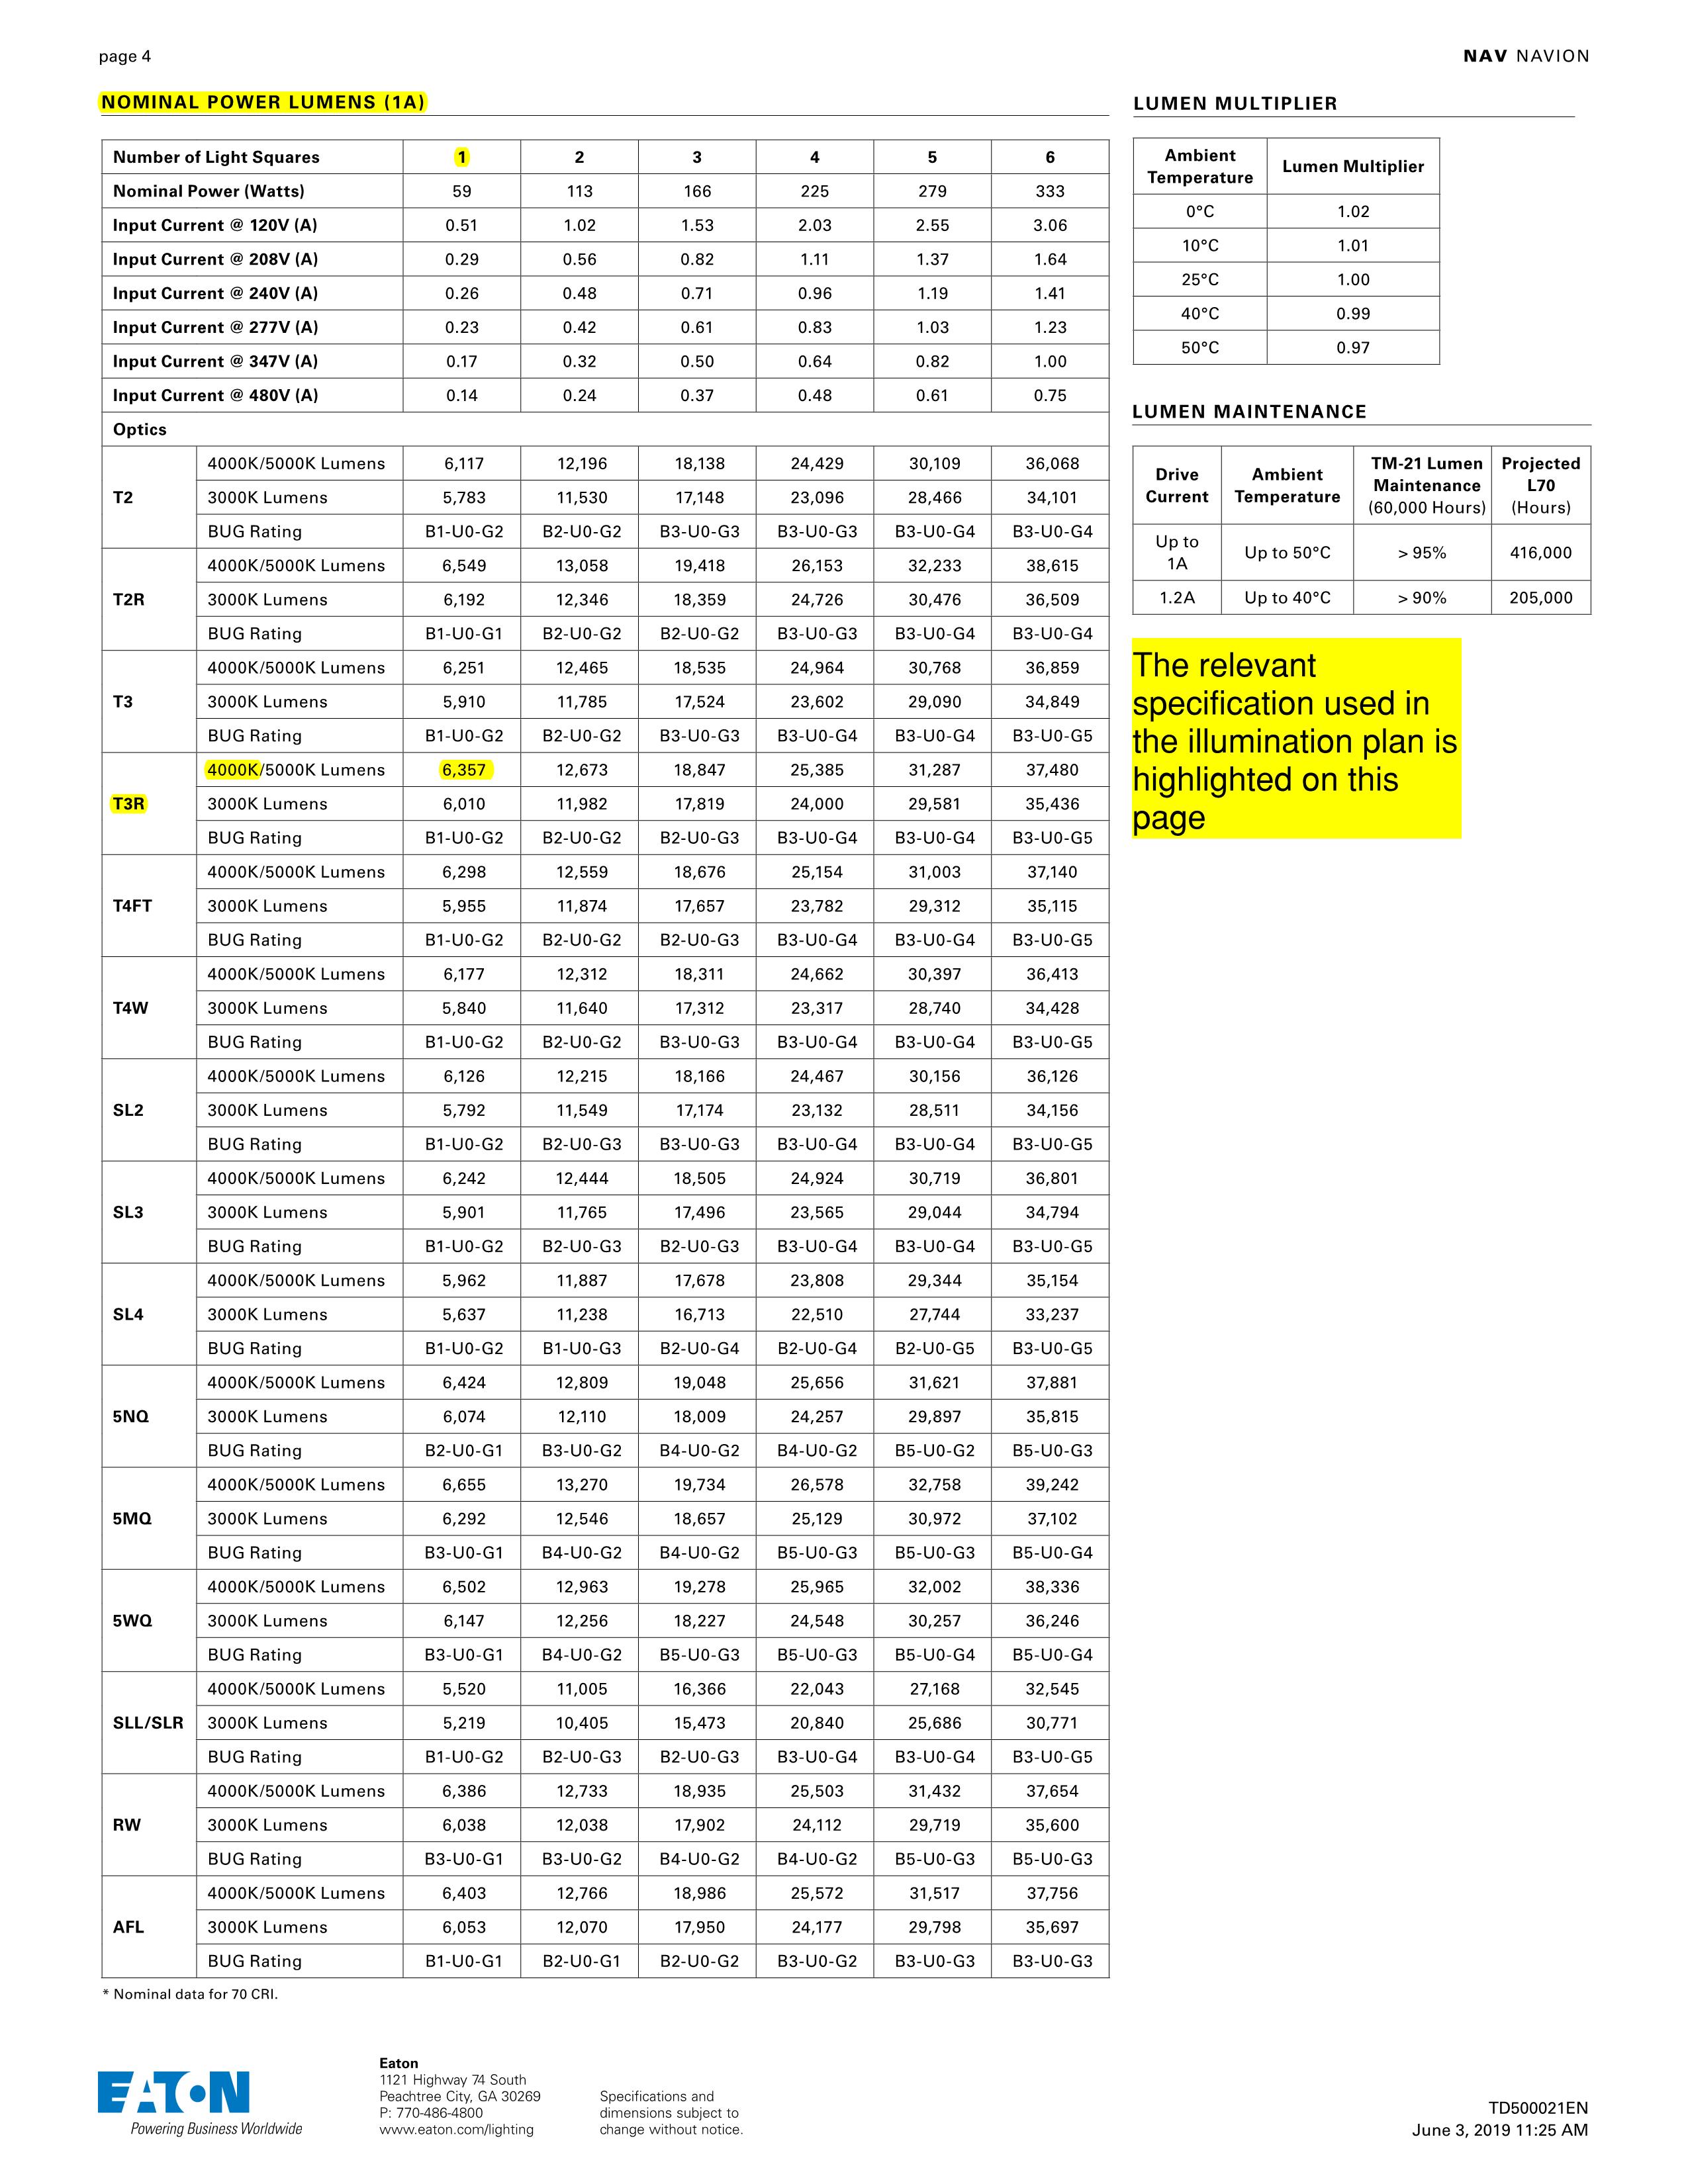 page 4
NAV NAVION
NOMINAL POWER LUMENS (1A)
Number of Light Squares 1 2 3 4 5 6
Nominal Power (Watts) 59 113 166 225 279 333
Input Current @ 120V (A) 0.51 1.02 1.53 2.03 2.55 3.06
Input Current @ 208V (A) 0.29 0.56 0.82 1.11 1.37 1.64
Input Current @ 240V (A) 0.26 0.48 0.71 0.96 1.19 1.41
Input Current @ 277V (A) 0.23 0.42 0.61 0.83 1.03 1.23
Input Current @ 347V (A) 0.17 0.32 0.50 0.64 0.82 1.00
Input Current @ 480V (A) 0.14 0.24 0.37 0.48 0.61 0.75
Optics
4000K/5000K Lumens 6,117 12,196 18,138 24,429 30,109 36,068
T2 3000K Lumens 5,783 11,530 17,148 23,096 28,466 34,101
BUG Rating B1-U0-G2 B2-U0-G2 B3-U0-G3 B3-U0-G3 B3-U0-G4 B3-U0-G4
4000K/5000K Lumens 6,549 13,058 19,418 26,153 32,233 38,615
T2R 3000K Lumens 6,192 12,346 18,359 24,726 30,476 36,509
BUG Rating B1-U0-G1 B2-U0-G2 B2-U0-G2 B3-U0-G3 B3-U0-G4 B3-U0-G4
4000K/5000K Lumens 6,251 12,465 18,535 24,964 30,768 36,859
T3 3000K Lumens 5,910 11,785 17,524 23,602 29,090 34,849
BUG Rating B1-U0-G2 B2-U0-G2 B3-U0-G3 B3-U0-G4 B3-U0-G4 B3-U0-G5
4000K/5000K Lumens 6,357 12,673 18,847 25,385 31,287 37,480
T3R 3000K Lumens 6,010 11,982 17,819 24,000 29,581 35,436
BUG Rating B1-U0-G2 B2-U0-G2 B2-U0-G3 B3-U0-G4 B3-U0-G4 B3-U0-G5
4000K/5000K Lumens 6,298 12,559 18,676 25,154 31,003 37,140
T4FT 3000K Lumens 5,955 11,874 17,657 23,782 29,312 35,115
BUG Rating B1-U0-G2 B2-U0-G2 B2-U0-G3 B3-U0-G4 B3-U0-G4 B3-U0-G5
4000K/5000K Lumens 6,177 12,312 18,311 24,662 30,397 36,413
T4W 3000K Lumens 5,840 11,640 17,312 23,317 28,740 34,428
BUG Rating B1-U0-G2 B2-U0-G2 B3-U0-G3 B3-U0-G4 B3-U0-G4 B3-U0-G5
4000K/5000K Lumens 6,126 12,215 18,166 24,467 30,156 36,126
SL2 3000K Lumens 5,792 11,549 17,174 23,132 28,511 34,156
BUG Rating B1-U0-G2 B2-U0-G3 B3-U0-G3 B3-U0-G4 B3-U0-G4 B3-U0-G5
4000K/5000K Lumens 6,242 12,444 18,505 24,924 30,719 36,801
SL3 3000K Lumens 5,901 11,765 17,496 23,565 29,044 34,794
BUG Rating B1-U0-G2 B2-U0-G3 B2-U0-G3 B3-U0-G4 B3-U0-G4 B3-U0-G5
4000K/5000K Lumens 5,962 11,887 17,678 23,808 29,344 35,154
SL4 3000K Lumens 5,637 11,238 16,713 22,510 27,744 33,237
BUG Rating B1-U0-G2 B1-U0-G3 B2-U0-G4 B2-U0-G4 B2-U0-G5 B3-U0-G5
4000K/5000K Lumens 6,424 12,809 19,048 25,656 31,621 37,881
5NQ 3000K Lumens 6,074 12,110 18,009 24,257 29,897 35,815
BUG Rating B2-U0-G1 B3-U0-G2 B4-U0-G2 B4-U0-G2 B5-U0-G2 B5-U0-G3
4000K/5000K Lumens 6,655 13,270 19,734 26,578 32,758 39,242
5MQ 3000K Lumens 6,292 12,546 18,657 25,129 30,972 37,102
BUG Rating B3-U0-G1 B4-U0-G2 B4-U0-G2 B5-U0-G3 B5-U0-G3 B5-U0-G4
4000K/5000K Lumens 6,502 12,963 19,278 25,965 32,002 38,336
5WQ 3000K Lumens 6,147 12,256 18,227 24,548 30,257 36,246
BUG Rating B3-U0-G1 B4-U0-G2 B5-U0-G3 B5-U0-G3 B5-U0-G4 B5-U0-G4
4000K/5000K Lumens 5,520 11,005 16,366 22,043 27,168 32,545
SLL/SLR 3000K Lumens 5,219 10,405 15,473 20,840 25,686 30,771
BUG Rating B1-U0-G2 B2-U0-G3 B2-U0-G3 B3-U0-G4 B3-U0-G4 B3-U0-G5
4000K/5000K Lumens 6,386 12,733 18,935 25,503 31,432 37,654
RW 3000K Lumens 6,038 12,038 17,902 24,112 29,719 35,600
BUG Rating B3-U0-G1 B3-U0-G2 B4-U0-G2 B4-U0-G2 B5-U0-G3 B5-U0-G3
4000K/5000K Lumens 6,403 12,766 18,986 25,572 31,517 37,756
AFL 3000K Lumens 6,053 12,070 17,950 24,177 29,798 35,697
BUG Rating B1-U0-G1 B2-U0-G1 B2-U0-G2 B3-U0-G2 B3-U0-G3 B3-U0-G3
* Nominal data for 70 CRI.
LUMEN MULTIPLIER
Ambient
Temperature
Lumen Multiplier
0°C 1.02
10°C 1.01
25°C 1.00
40°C 0.99
50°C 0.97
LUMEN MAINTENANCE
Drive
Current
Ambient
Temperature
TM-21 Lumen
Maintenance
(60,000 Hours)
Projected
L70
(Hours)
Up to
1A
Up to 50°C > 95% 416,000
1.2A Up to 40°C > 90% 205,000
The relevant
specification used in
the illumination plan is
highlighted on this
page
EATON
Powering Business Worldwide
Eaton
1121 Highway 74 South
Peachtree City, GA 30269
P: 770-486-4800
www.eaton.com/lighting
Specifications and
dimensions subject to
change without notice.
TD500021EN
June 3, 2019 11:25 AM